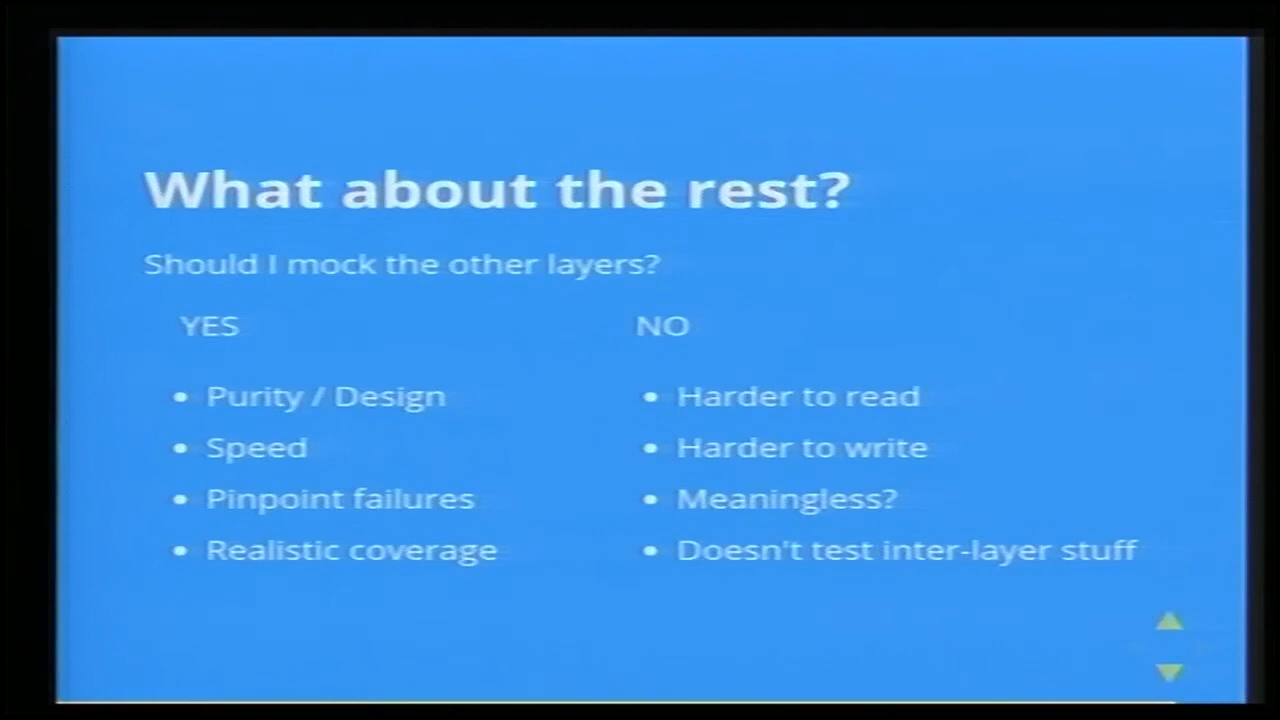 What about the rest?
Should I mock the other layers?
YES
• Purity / Design
• Speed
• Pinpoint failures
• Realistic coverage
NO
• Harder to read
• Harder to write
• Meaningless?
• Doesn't test inter-layer stuff